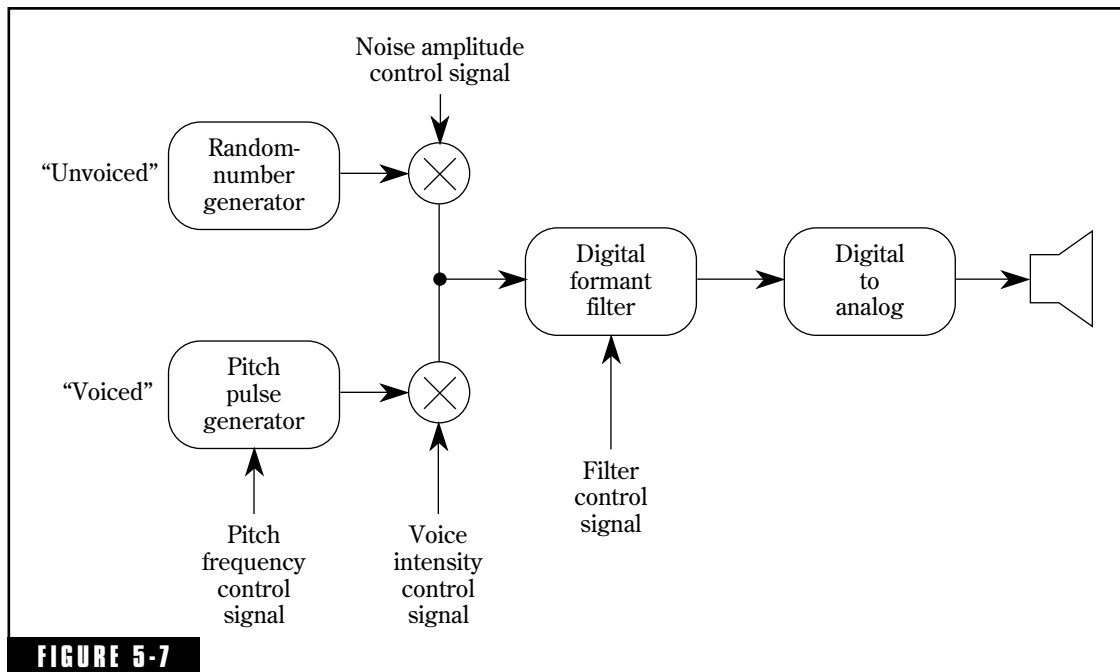 Noise amplitude
control signal
“Unvoiced”
Random-
number
generator
Digital
formant
filter
Digital
to
analog
“Voiced”
Pitch
pulse
generator
Filter
control
signal
Pitch
frequency
control
signal
Voice
intensity
control
signal
FIGURE 5-7